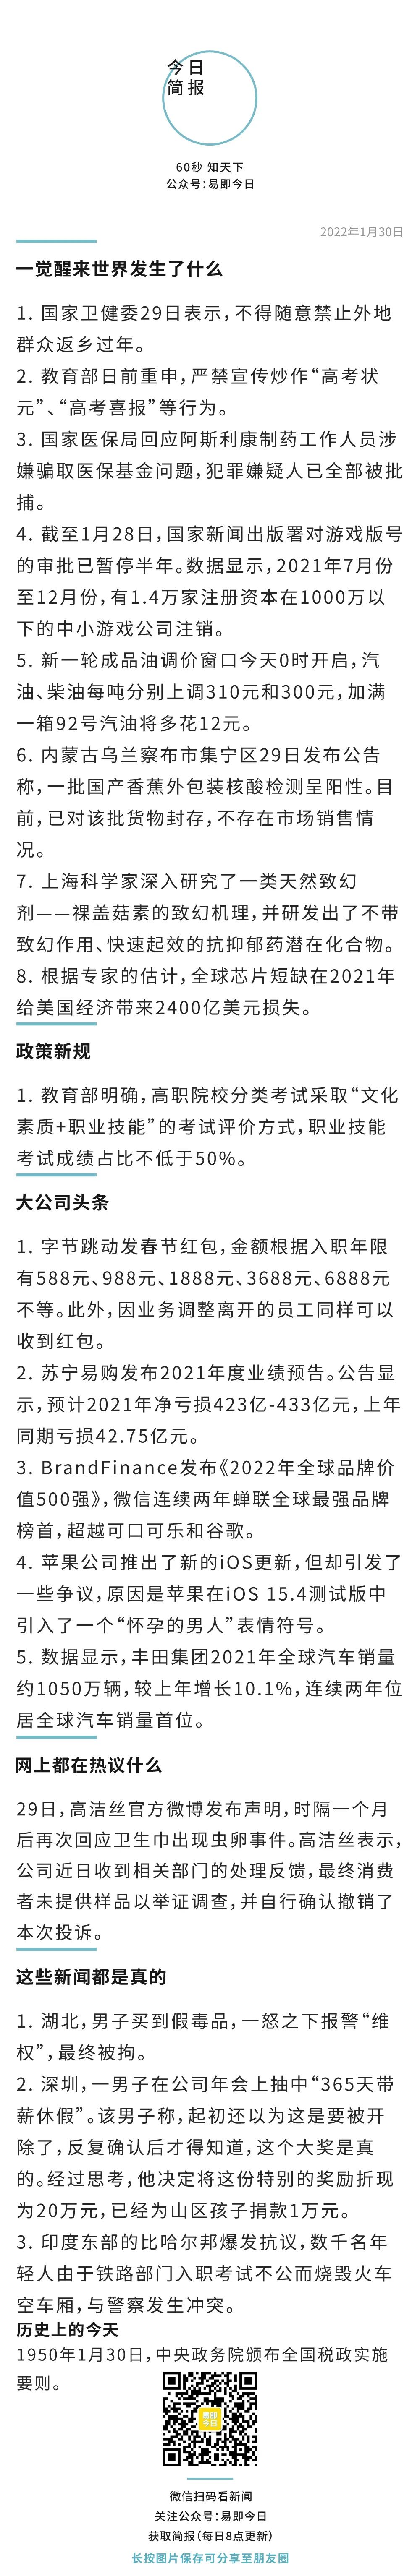 今日
简报
60秒 知天下
公众号：易即今日
2022年1月30日
一觉醒来世界发生了什么
1. 国家卫健委29日表示，不得随意禁止外地
群众返乡过年。
2. 教育部日前重申，严禁宣传炒作“高考状
元”、“高考喜报”等行为。
3. 国家医保局回应阿斯利康制药工作人员涉
嫌骗取医保基金问题，犯罪嫌疑人已全部被批
捕。
4. 截至1月28日，国家新闻出版署对游戏版号
的审批已暂停半年。数据显示，2021年7月份
至12月份，有1.4万家注册资本在1000万以
下的中小游戏公司注销。
5. 新一轮成品油调价窗口今天0时开启，汽
油、柴油每吨分别上调310元和300元，加满
一箱92号汽油将多花12元。
6. 内蒙古乌兰察布市集宁区29日发布公告
称，一批国产香蕉外包装核酸检测呈阳性。目
前，已对该批货物封存，不存在市场销售情
况。
7. 上海科学家深入研究了一类天然致幻
剂——裸盖菇素的致幻机理，并研发出了不带
致幻作用、快速起效的抗抑郁药潜在化合物。
8. 根据专家的估计，全球芯片短缺在2021年
给美国经济带来2400亿美元损失。
政策新规
1. 教育部明确，高职院校分类考试采取“文化
素质+职业技能”的考试评价方式，职业技能
考试成绩占比不低于50%。
大公司头条
1. 字节跳动发春节红包，金额根据入职年限
有588元、988元、1888元、3688元、6888元
不等。此外，因业务调整离开的员工同样可以
收到红包。
2. 苏宁易购发布2021年度业绩预告。公告显
示，预计2021年净亏损423亿-433亿元，上年
同期亏损42.75亿元。
3. BrandFinance发布《2022年全球品牌价
值500强》，微信连续两年蝉联全球最强品牌
榜首，超越可口可乐和谷歌。
4. 苹果公司推出了新的iOS更新，但却引发了
一些争议，原因是苹果在iOS 15.4测试版中
引入了一个“怀孕的男人”表情符号。
5. 数据显示，丰田集团2021年全球汽车销量
约1050万辆，较上年增长10.1%，连续两年位
居全球汽车销量首位。
网上都在热议什么
29日，高洁丝官方微博发布声明，时隔一个月
后再次回应卫生巾出现虫卵事件。高洁丝表示，
公司近日收到相关部门的处理反馈，最终消费
者未提供样品以举证调查，并自行确认撤销了
本次投诉。
这些新闻都是真的
1. 湖北，男子买到假毒品，一怒之下报警“维
权”，最终被拘。
2. 深圳，一男子在公司年会上抽中“365天带
薪休假”。该男子称，起初还以为这是要被开
除了，反复确认后才得知道，这个大奖是真
的。经过思考，他决定将这份特别的奖励折现
为20万元，已经为山区孩子捐款1万元。
3. 印度东部的比哈尔邦爆发抗议，数千名年
轻人由于铁路部门入职考试不公而烧毁火车
空车厢，与警察发生冲突。
历史上的今天
1950年1月30日，中央政务院颁布全国税政实施
要则。
易即
今日
微信扫码看新闻
关注公众号：易即今日
获取简报（每日8点更新）
长按图片保存可分享至朋友圈